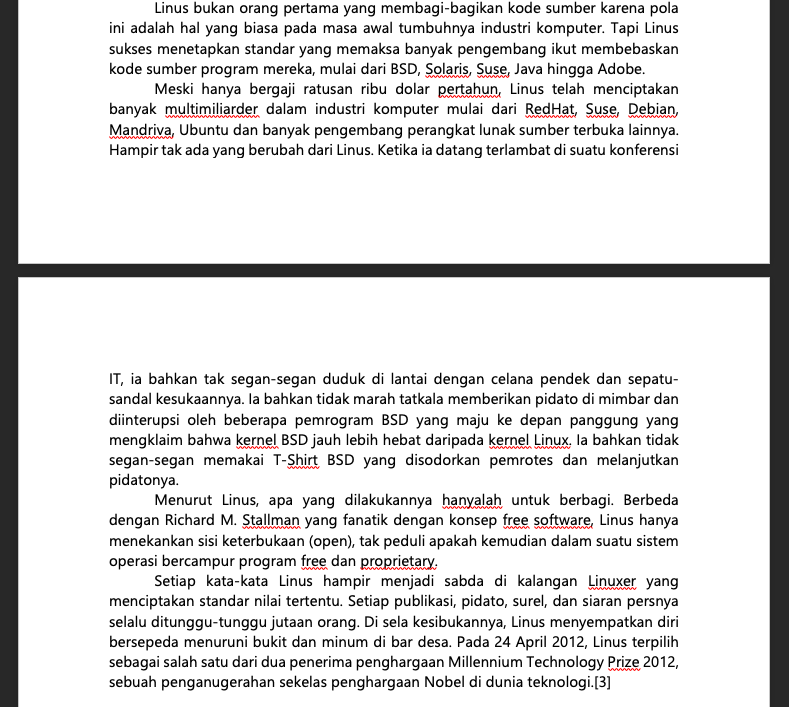 Linus bukan orang pertama yang membagi-bagikan kode sumber karena pola
ini adalah hal yang biasa pada masa awal tumbuhnya industri komputer. Tapi Linus
sukses menetapkan standar yang memaksa banyak pengembang ikut membebaskan
kode sumber program mereka, mulai dari BSD, Solaris, Suse, Java hingga Adobe.
Meski hanya bergaji ratusan ribu dolar pertahun, Linus telah menciptakan
banyak multimiliarder dalam industri komputer mulai dari RedHat, Suse, Debian,
Mandriva, Ubuntu dan banyak pengembang perangkat lunak sumber terbuka lainnya.
Hampir tak ada yang berubah dari Linus. Ketika ia datang terlambat di suatu konferensi
IT, ia bahkan tak segan-segan duduk di lantai dengan celana pendek dan sepatu-
sandal kesukaannya. Ia bahkan tidak marah tatkala memberikan pidato di mimbar dan
diinterupsi oleh beberapa pemrogram BSD yang maju ke depan panggung yang
mengklaim bahwa kernel BSD jauh lebih hebat daripada kernel Linux. Ia bahkan tidak
segan-segan memakai T-Shirt BSD yang disodorkan pemrotes dan melanjutkan
pidatonya.
Menurut Linus, apa yang dilakukannya hanyalah untuk berbagi. Berbeda
dengan Richard M. Stallman yang fanatik dengan konsep free software, Linus hanya
menekankan sisi keterbukaan (open), tak peduli apakah kemudian dalam suatu sistem
operasi bercampur program free dan proprietary.
Setiap kata-kata Linus hampir menjadi sabda di kalangan Linuxer yang
menciptakan standar nilai tertentu. Setiap publikasi, pidato, surel, dan siaran persnya
selalu ditunggu-tunggu jutaan orang. Di sela kesibukannya, Linus menyempatkan diri
bersepeda menuruni bukit dan minum di bar desa. Pada 24 April 2012, Linus terpilih
sebagai salah satu dari dua penerima penghargaan Millennium Technology Prize 2012,
sebuah penganugerahan sekelas penghargaan Nobel di dunia teknologi.[3]